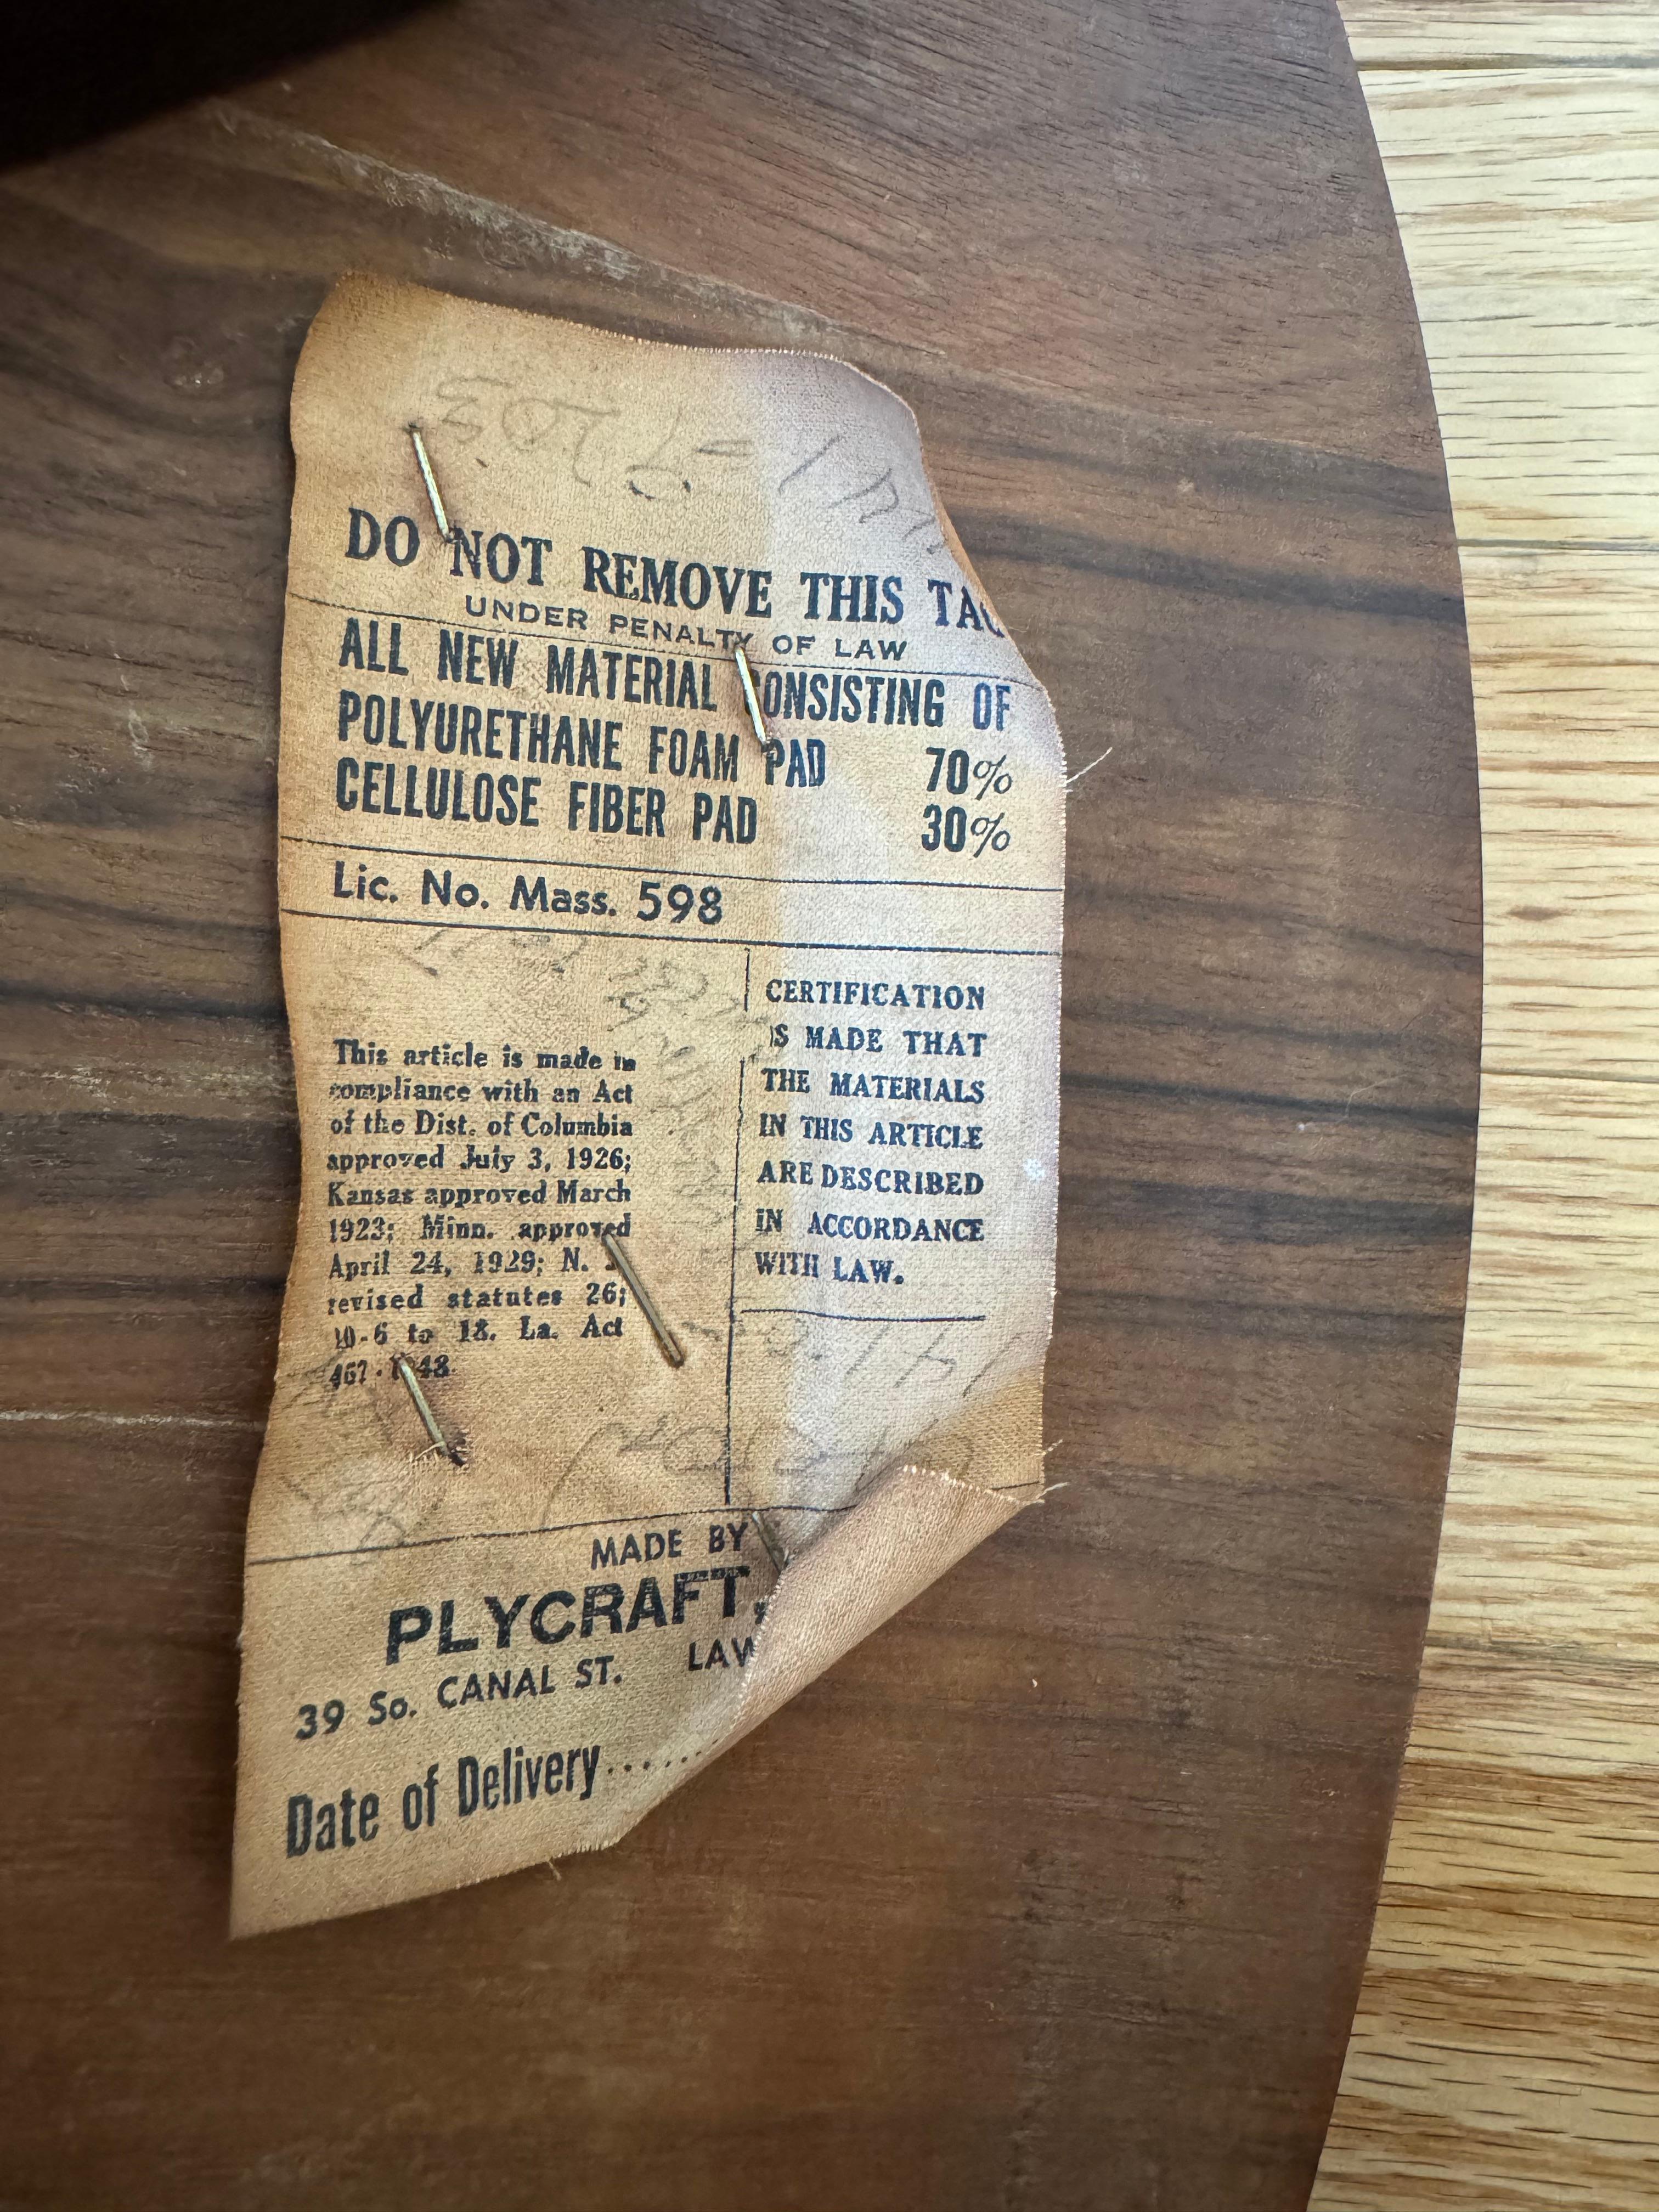 DO NOT REMOVE THIS TAG
UNDER PENALTY OF LAW
ALL NEW MATERIAL CONSISTING OF
POLYURETHANE FOAM PAD 70%
CELLULOSE FIBER PAD 30%
Lic. No. Mass. 598
This article is made in
compliance with an Act
of the Dist. of Columbia
approved July 3, 1926;
Kansas approved March
1923; Minn. approved
April 24, 1929; N.
revised statutes 26;
10-6 to 18. La. Act
467-1948.
CERTIFICATION
IS MADE THAT
THE MATERIALS
IN THIS ARTICLE
ARE DESCRIBED
IN ACCORDANCE
WITH LAW.
MADE BY
PLYCRAFT,
39 So. CANAL ST. LAW
Date of Delivery......